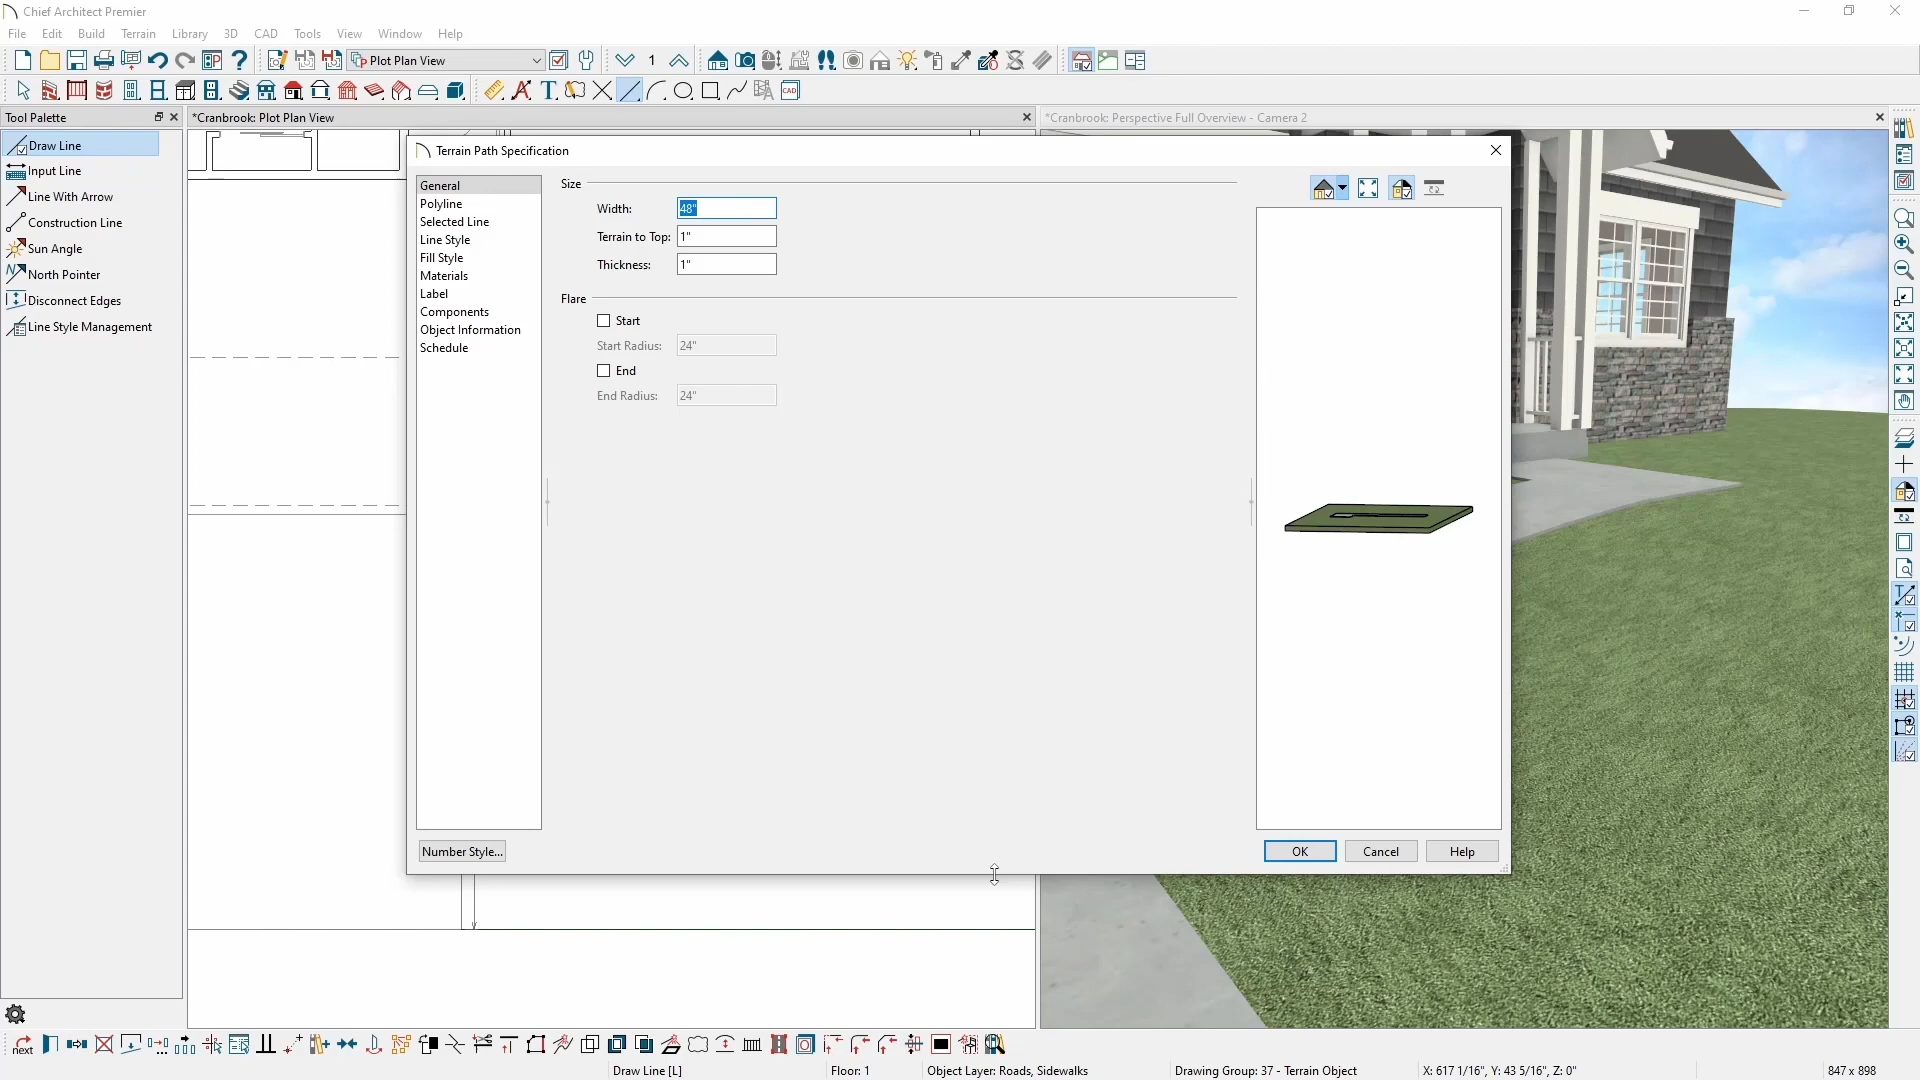 Chief Architect Premier
File Edit Build Terrain Library 3D CAD Tools View Window Help
Plot Plan View 1
CAD
Tool Palette *Cranbrook: Plot Plan View *Cranbrook: Perspective Full Overview - Camera 2
Draw Line
Input Line
Line With Arrow
Construction Line
Sun Angle
North Pointer
Disconnect Edges
Line Style Management
Terrain Path Specification
General
Polyline
Selected Line
Line Style
Fill Style
Materials
Label
Components
Object Information
Schedule
Size
Width: 48"
Terrain to Top: 1"
Thickness: 1"
Flare
Start
Start Radius: 24"
End
End Radius: 24"
Number Style... OK Cancel Help
next
Draw Line [L] Floor: 1 Object Layer: Roads, Sidewalks Drawing Group: 37 - Terrain Object X: 617 1/16", Y: 43 5/16", Z: 0" 847 x 898